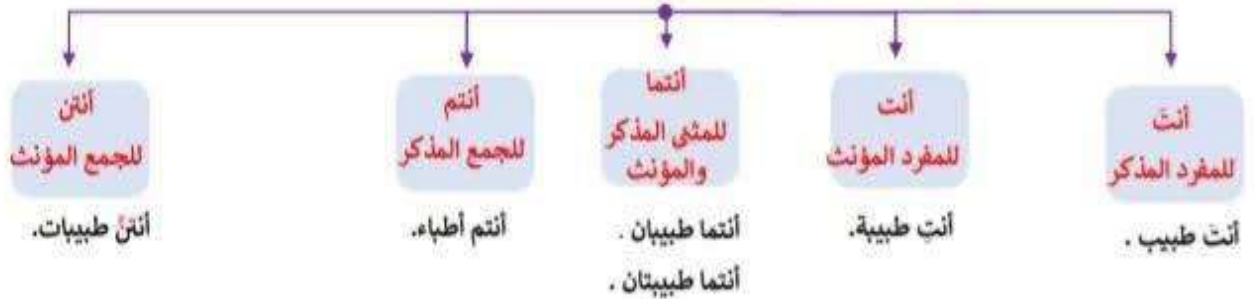 أنتَ
للمفرد المذكر
أنتَ طبيب .
أنت
للمفرد المؤنث
أنتِ طبيبة.
أنتما
للمثنى المذكر
والمؤنث
أنتما طبيبان .
أنتما طبيبتان .
أنتم
للجمع المذكر
أنتم أطباء.
أنتن
للجمع المؤنث
أنتنَّ طبيبات.